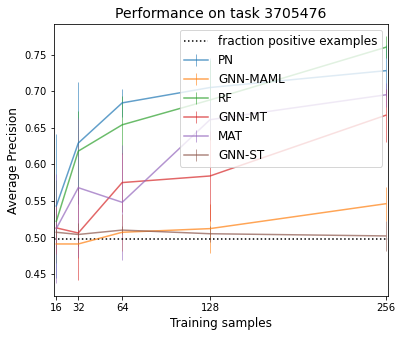 Performance on task 3705476
fraction positive examples
PN
GNN-MAML
RF
GNN-MT
MAT
GNN-ST
Average Precision
0.75
0.70
0.65
0.60
0.55
0.50
0.45
16 32 64 128 256
Training samples